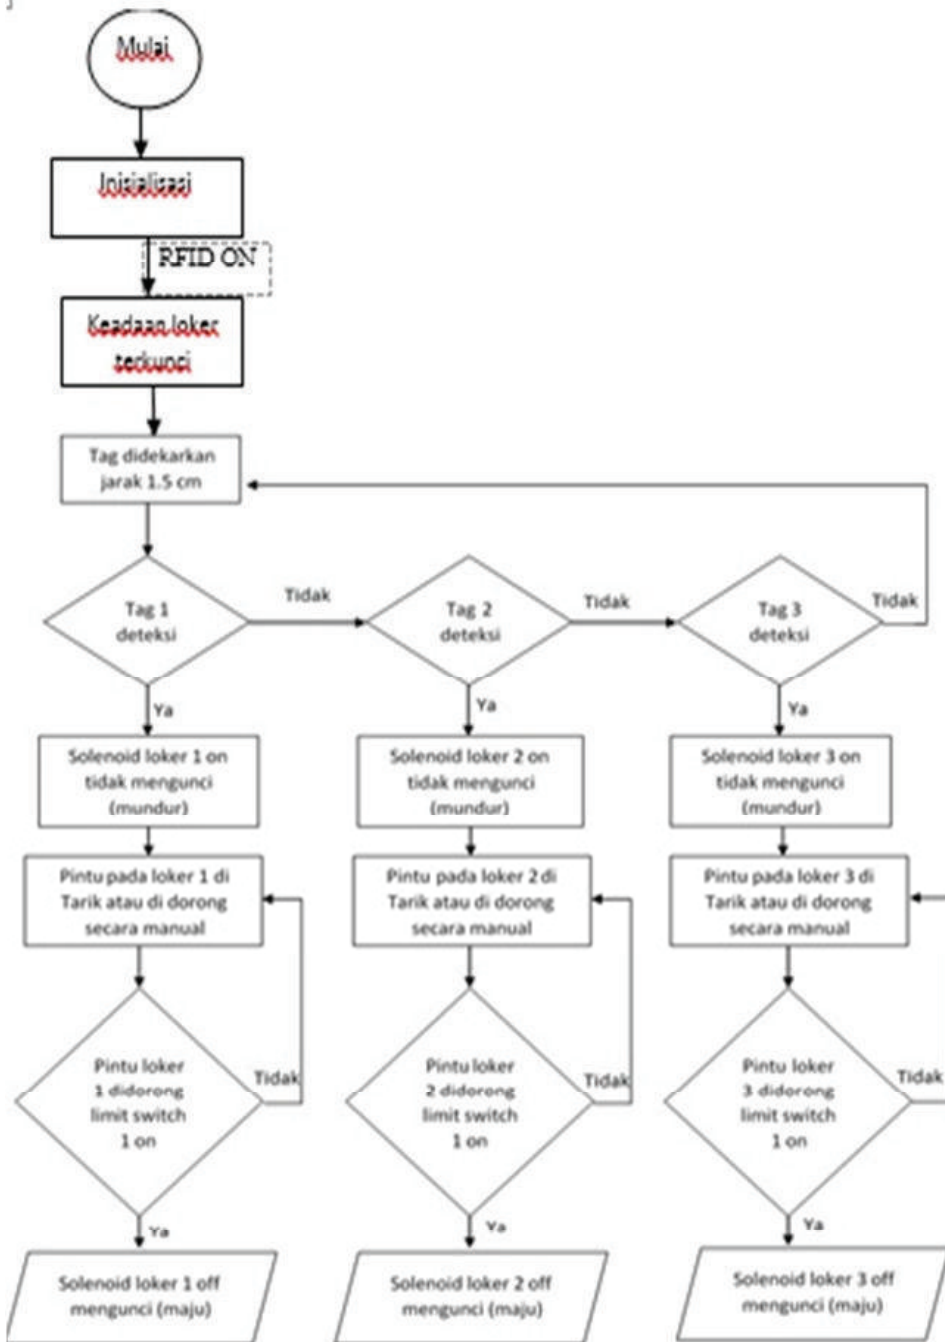 Mulai
Inisialisasi
RFID ON
Keadaan loker
terkunci
Tag didekarkan
jarak 1.5 cm
Tag 1
deteksi
Tidak
Tag 2
deteksi
Tidak
Tag 3
deteksi
Tidak
Ya
Ya
Ya
Solenoid loker 1 on
tidak mengunci
(mundur)
Solenoid loker 2 on
tidak mengunci
(mundur)
Solenoid loker 3 on
tidak mengunci
(mundur)
Pintu pada loker 1 di
Tarik atau di dorong
secara manual
Pintu pada loker 2 di
Tarik atau di dorong
secara manual
Pintu pada loker 3 di
Tarik atau di dorong
secara manual
Pintu loker
1 didorong
limit switch
1 on
Tidak
Pintu loker
2 didorong
limit switch
1 on
Tidak
Pintu loker
3 didorong
limit switch
1 on
Tidak
Ya
Ya
Ya
Solenoid loker 1 off
mengunci (maju)
Solenoid loker 2 off
mengunci (maju)
Solenoid loker 3 off
mengunci (maju)